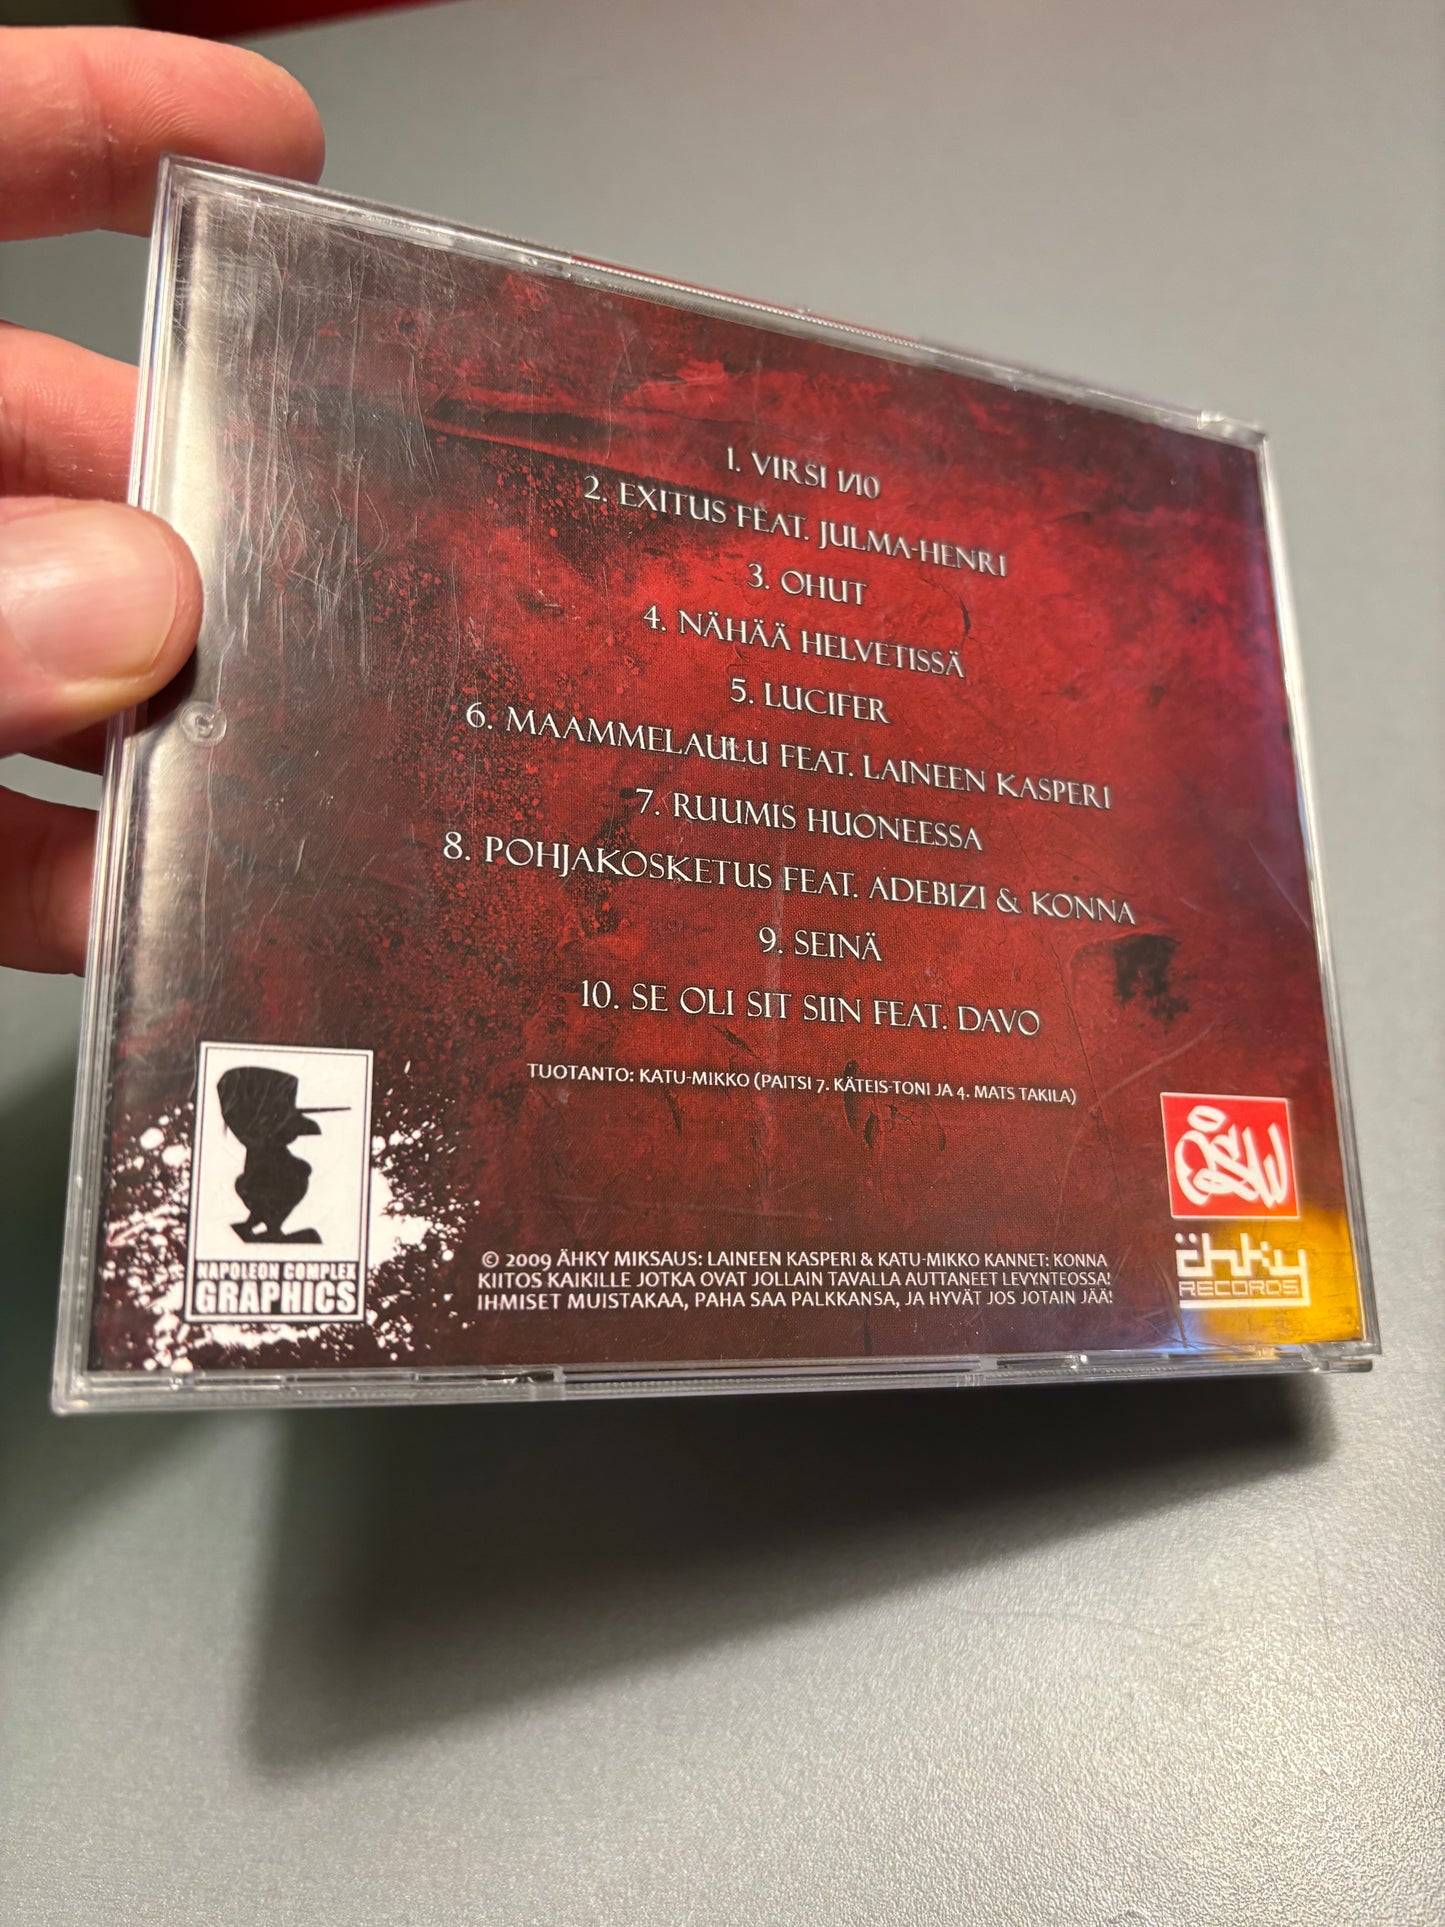 1. VIRSI 1/10
2. EXITUS FEAT. JULMA-HENRI
3. OHUT
4. NÄHÄÄ HELVETISSÄ
5. LUCIFER
6. MAAMMELAULU FEAT. LAINEEN KASPERI
7. RUUMIS HUONEESSA
8. POHJAKOSKETUS FEAT. ADEBIZI & KONNA
9. SEINÄ
10. SE OLI SIT SIIN FEAT. DAVO
TUOTANTO: KATU-MIKKO (PAITSI 7. KÄTEIS-TONI JA 4. MATS TAKILA)
NAPOLEON COMPLEX
GRAPHICS
© 2009 ÄHKY MIKSAUS: LAINEEN KASPERI & KATU-MIKKO KANNET: KONNA
KIITOS KAIKILLE JOTKA OVAT JOLLAIN TAVALLA AUTTANEET LEVYNTEOSSA!
IHMISET MUISTAKAA, PAHA SAA PALKKANSA, JA HYVÄT JOS JOTAIN JÄÄ!
ähky
RECORDS